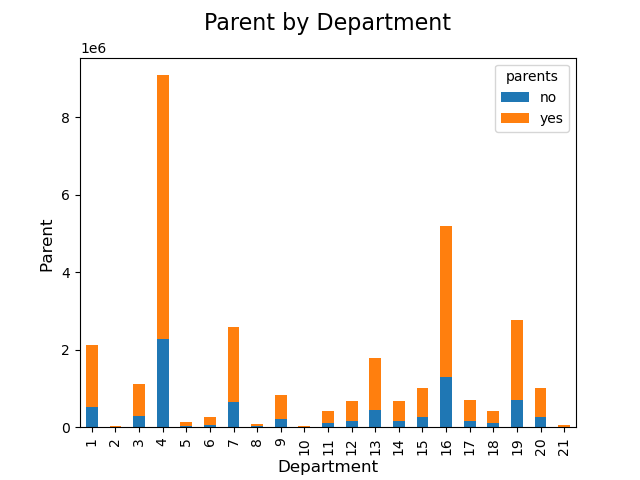 Parent by Department
1e6
parents
no
yes
8
6
4
2
0
Parent
1 2 3 4 5 6 7 8 9 10 11 12 13 14 15 16 17 18 19 20 21
Department